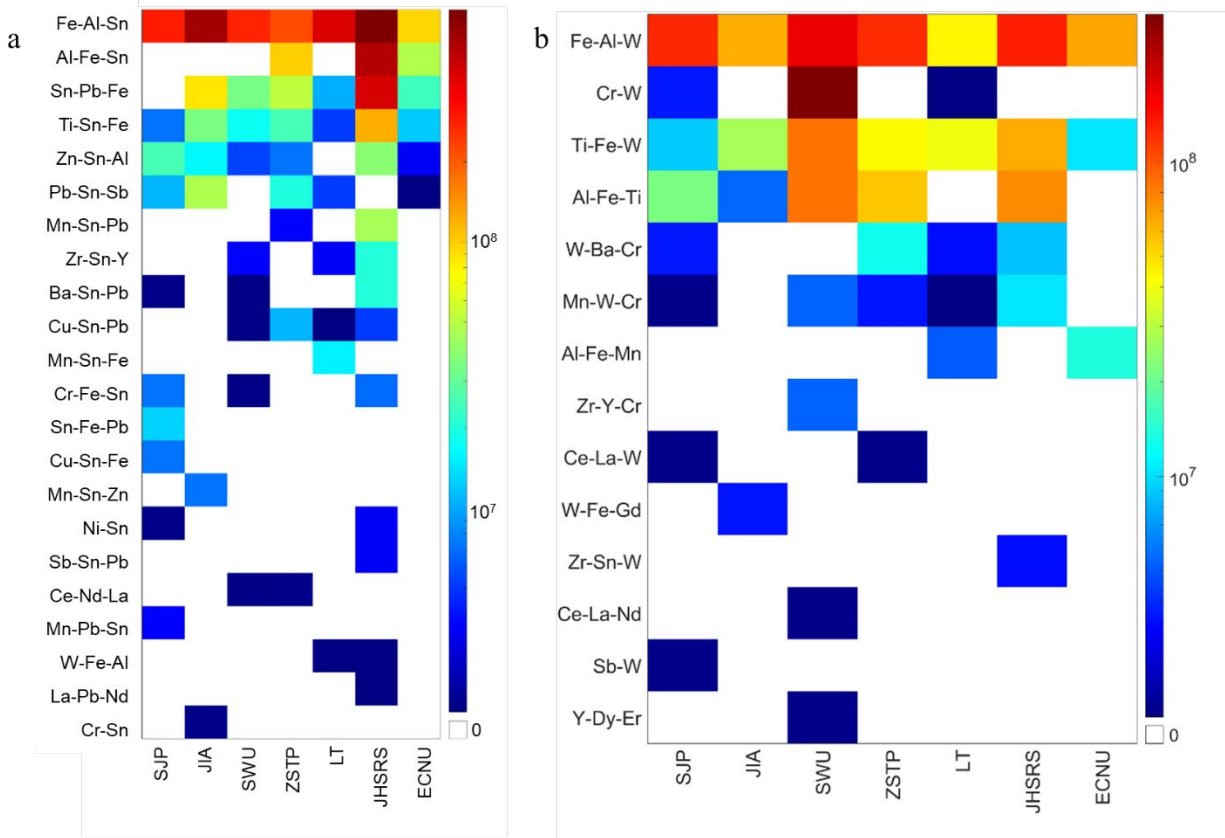 a
Fe-Al-Sn
Al-Fe-Sn
Sn-Pb-Fe
Ti-Sn-Fe
Zn-Sn-Al
Pb-Sn-Sb
Mn-Sn-Pb
Zr-Sn-Y
Ba-Sn-Pb
Cu-Sn-Pb
Mn-Sn-Fe
Cr-Fe-Sn
Sn-Fe-Pb
Cu-Sn-Fe
Mn-Sn-Zn
Ni-Sn
Sb-Sn-Pb
Ce-Nd-La
Mn-Pb-Sn
W-Fe-Al
La-Pb-Nd
Cr-Sn
SJP
JIA
SWU
ZSTP
LT
JHSRS
ECNU
10⁸
10⁷
0
b
Fe-Al-W
Cr-W
Ti-Fe-W
Al-Fe-Ti
W-Ba-Cr
Mn-W-Cr
Al-Fe-Mn
Zr-Y-Cr
Ce-La-W
W-Fe-Gd
Zr-Sn-W
Ce-La-Nd
Sb-W
Y-Dy-Er
SJP
JIA
SWU
ZSTP
LT
JHSRS
ECNU
10⁸
10⁷
0